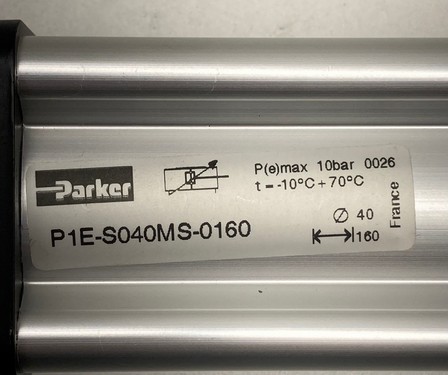 Parker
P1E-S040MS-0160
P(e)max 10bar 0026
t = -10°C + 70°C
Ø 40
160
France